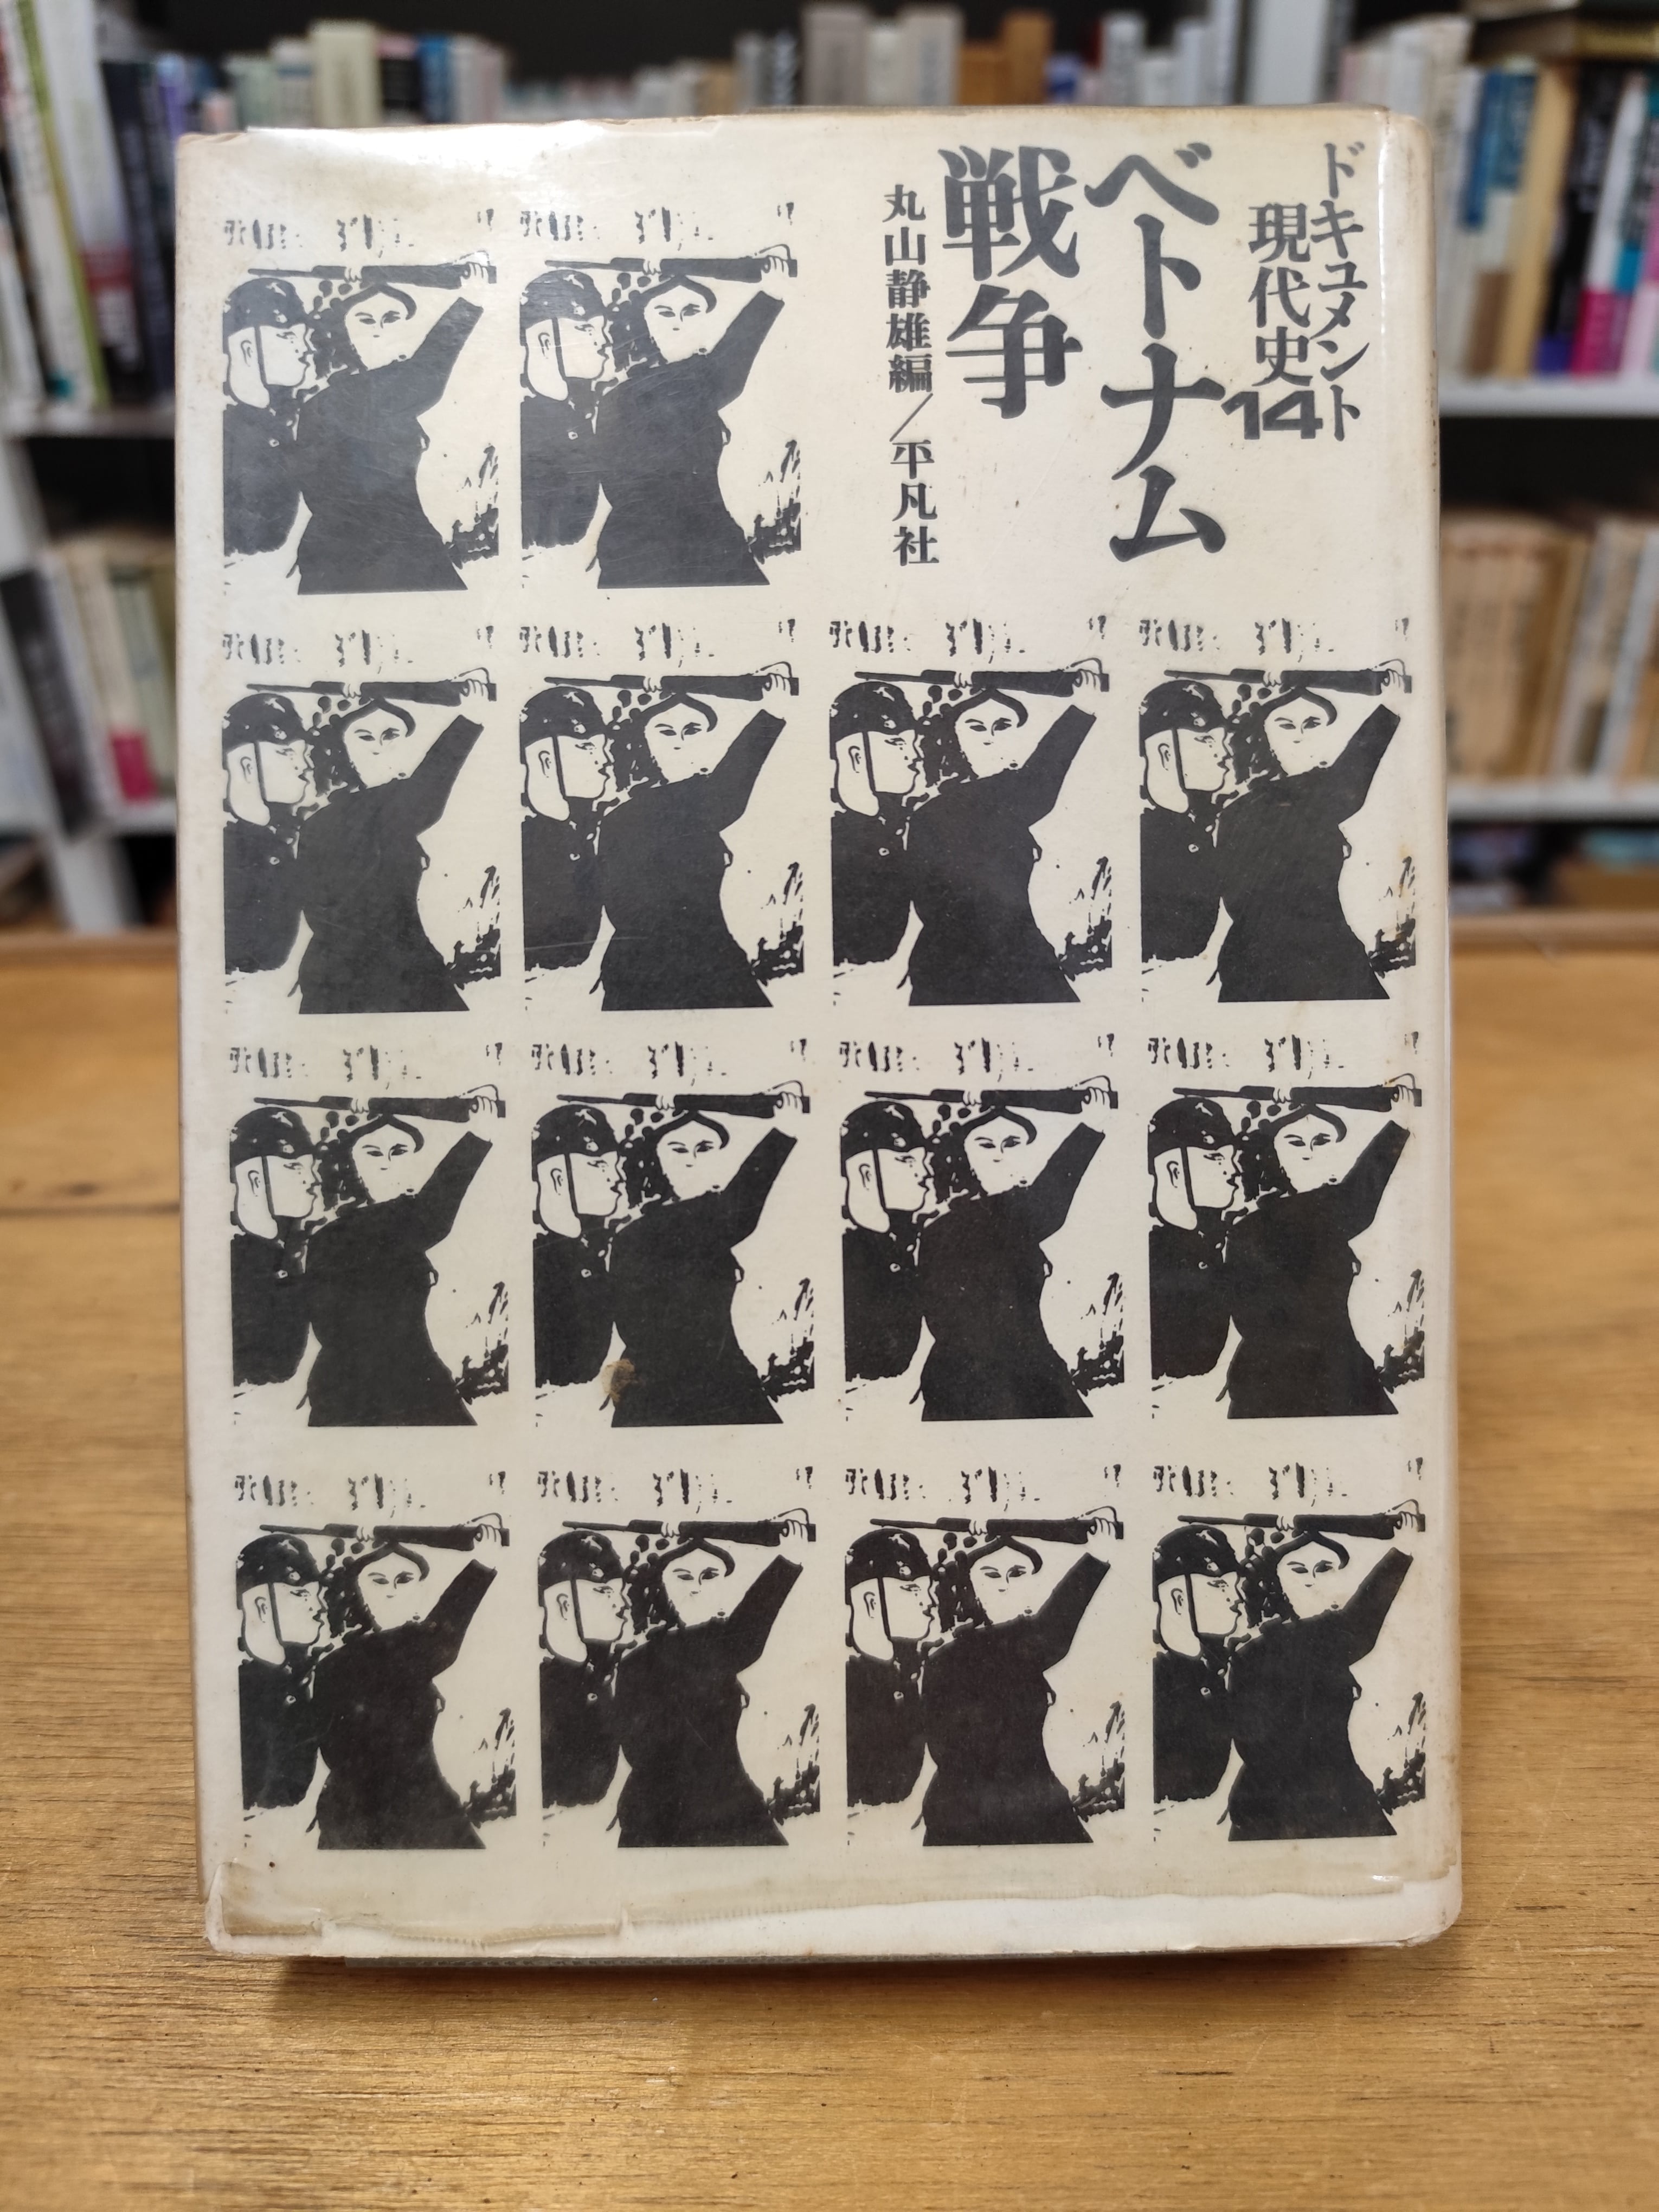 ドキュメント
現代史14
ベトナム
戦争
丸山静雄編/平凡社